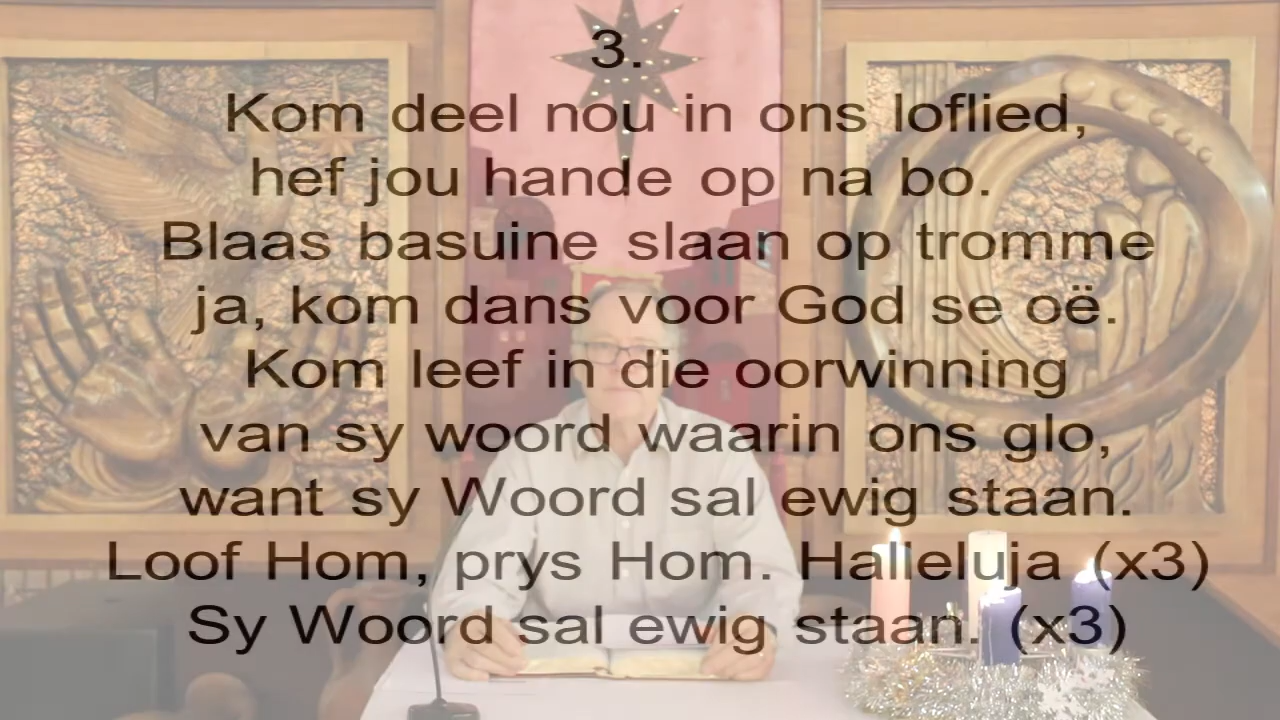 3.
Kom deel nou in ons loflied,
hef jou hande op na bo.
Blaas basuine slaan op tromme
ja, kom dans voor God se oë.
Kom leef in die oorwinning
van sy woord waarin ons glo,
want sy Woord sal ewig staan.
Loof Hom, prys Hom. Halleluja (x3)
Sy Woord sal ewig staan. (x3)